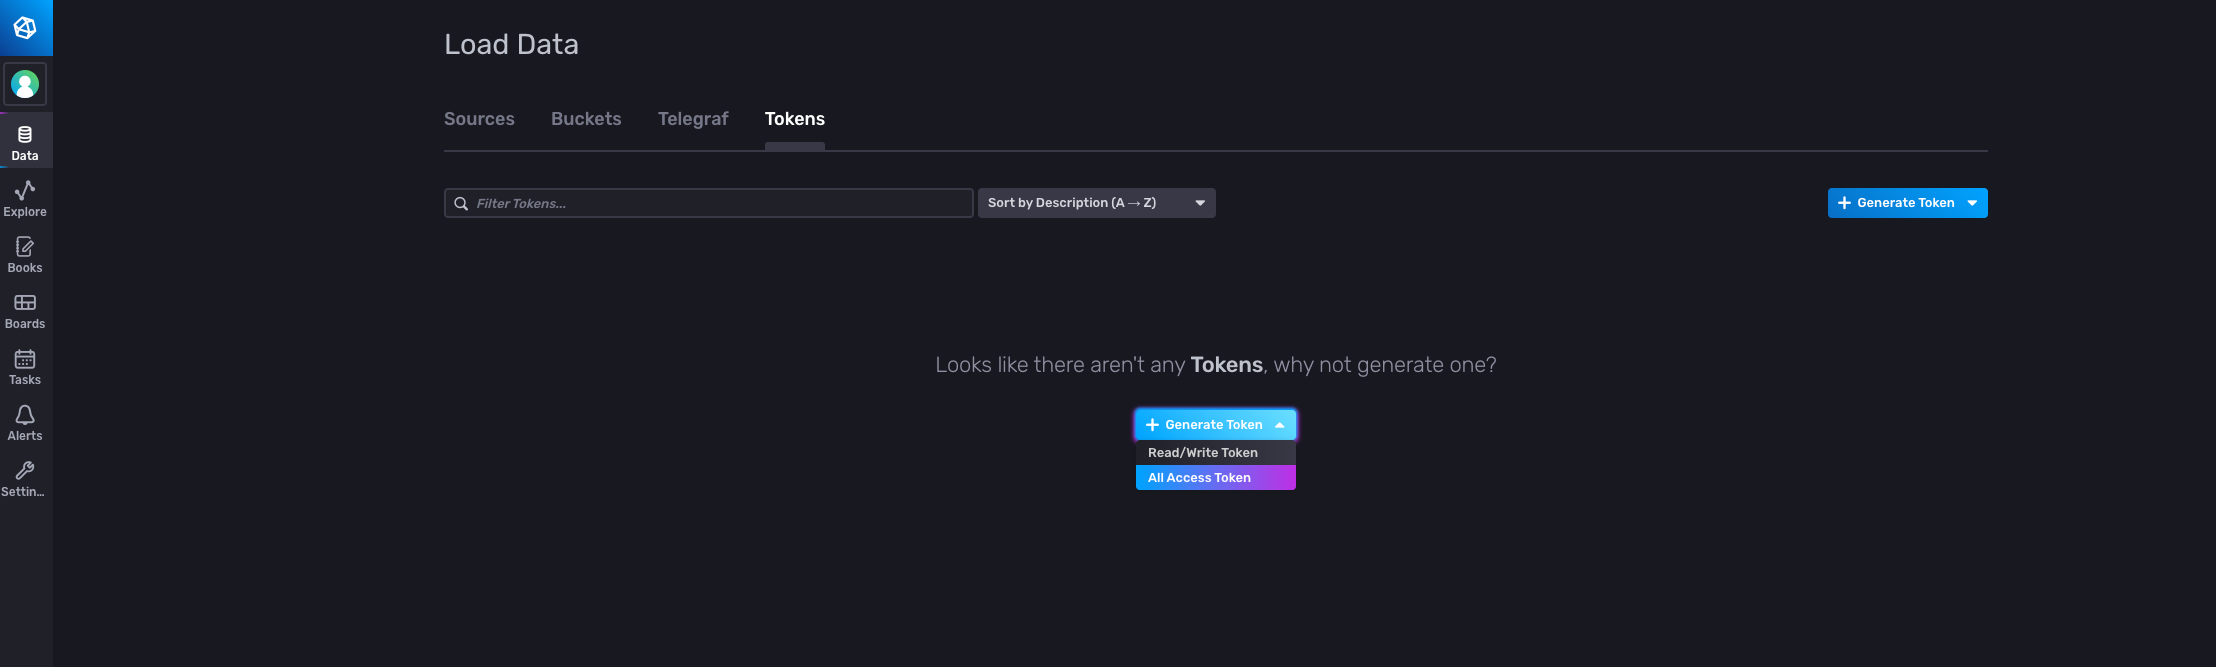 Load Data
Sources Buckets Telegraf Tokens
Filter Tokens...
Sort by Description (A → Z)
Generate Token
Data
Explore
Books
Boards
Tasks
Alerts
Settin...
Looks like there aren't any Tokens, why not generate one?
Generate Token
Read/Write Token
All Access Token